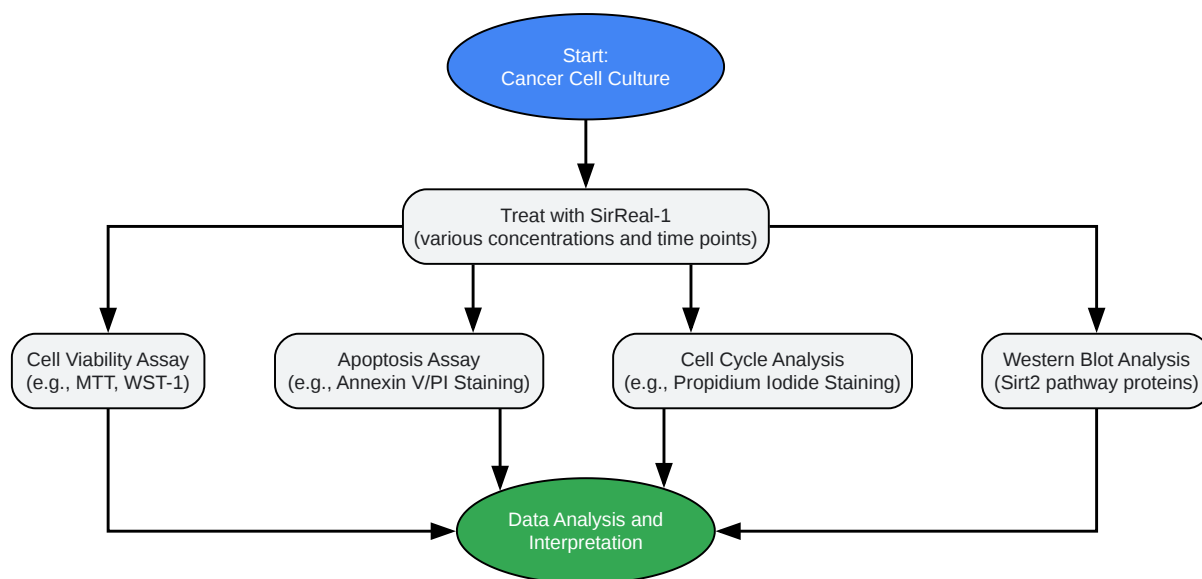 Start:
Cancer Cell Culture
Treat with SirReal-1
(various concentrations and time points)
Cell Viability Assay
(e.g., MTT, WST-1)
Apoptosis Assay
(e.g., Annexin V/PI Staining)
Cell Cycle Analysis
(e.g., Propidium Iodide Staining)
Western Blot Analysis
(Sirt2 pathway proteins)
Data Analysis and
Interpretation